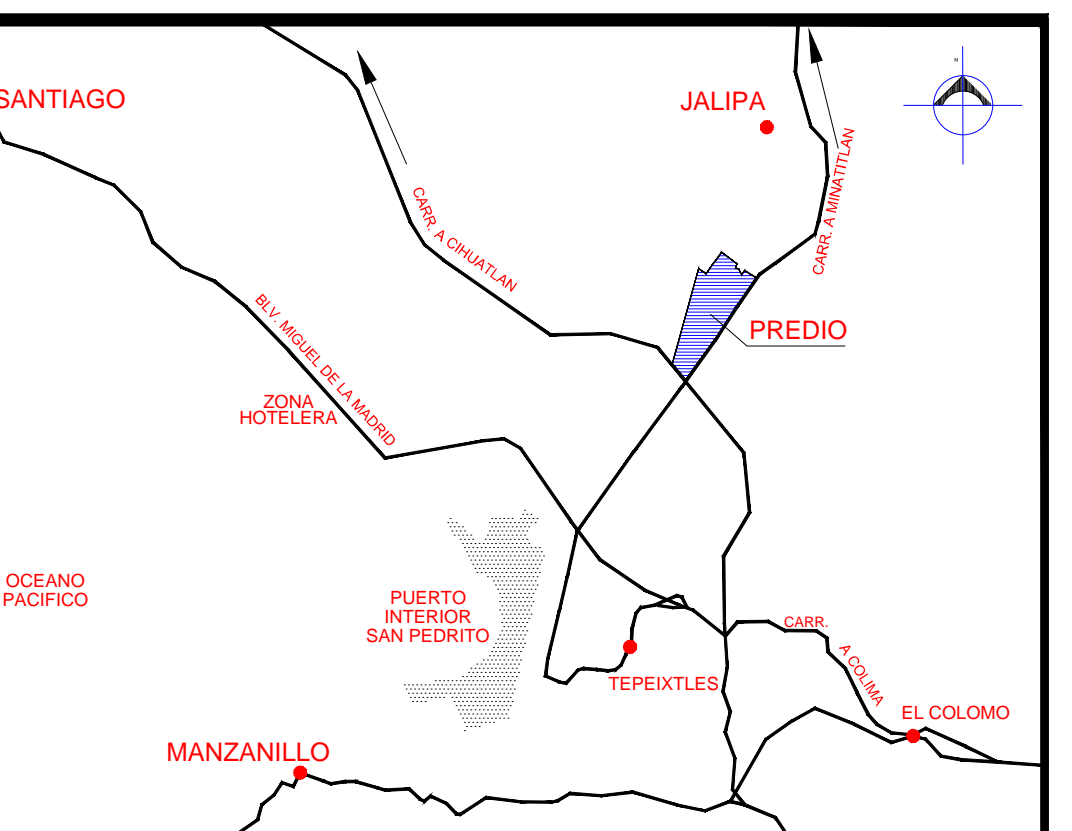 N
SANTIAGO
JALIPA
CARR. A MINATITLAN
CARR. A CIHUATLAN
BLV. MIGUEL DE LA MADRID
PREDIO
ZONA
HOTELERA
OCEANO
PACIFICO
PUERTO
INTERIOR
SAN PEDRITO
CARR.
A COLIMA
TEPEIXTLES
EL COLOMO
MANZANILLO